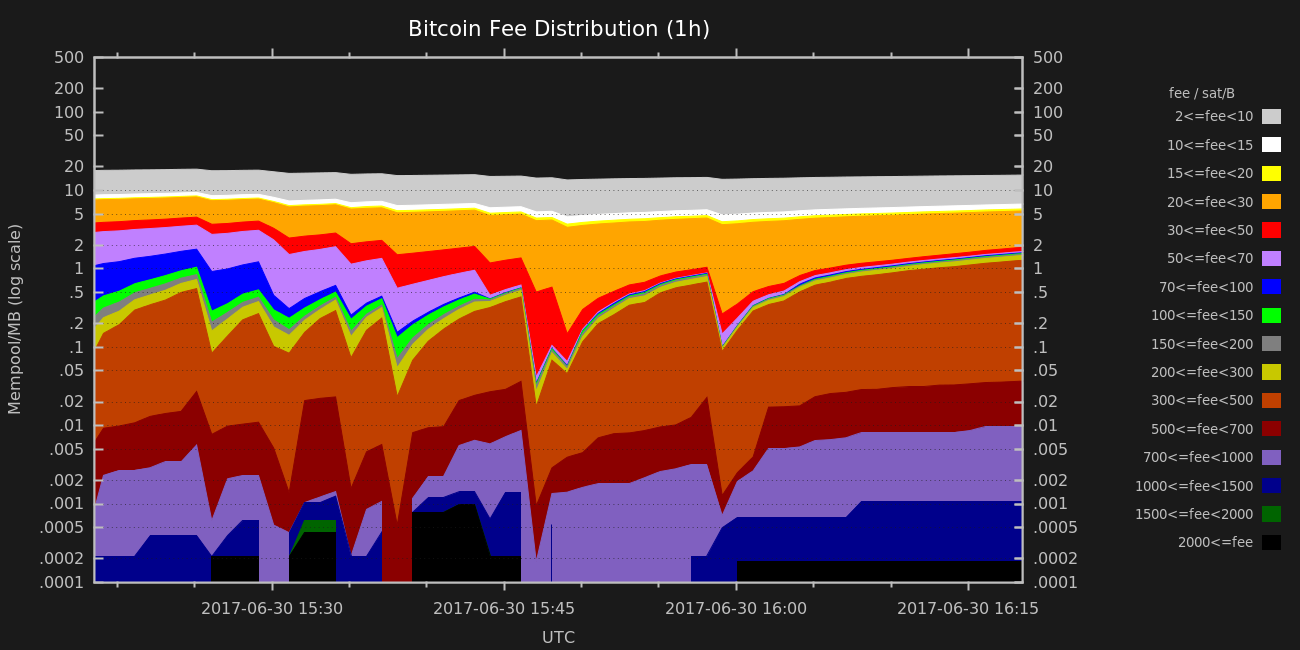 Bitcoin Fee Distribution (1h)
500
200
100
50
20
10
5
2
1
.5
.2
.1
.05
.02
.01
.005
.002
.001
.0005
.0002
.0001
Mempool/MB (log scale)
500
200
100
50
20
10
5
2
1
.5
.2
.1
.05
.02
.01
.005
.002
.001
.0005
.0002
.0001
2017-06-30 15:30
2017-06-30 15:45
2017-06-30 16:00
2017-06-30 16:15
UTC
fee / sat/B
2<=fee<10
10<=fee<15
15<=fee<20
20<=fee<30
30<=fee<50
50<=fee<70
70<=fee<100
100<=fee<150
150<=fee<200
200<=fee<300
300<=fee<500
500<=fee<700
700<=fee<1000
1000<=fee<1500
1500<=fee<2000
2000<=fee